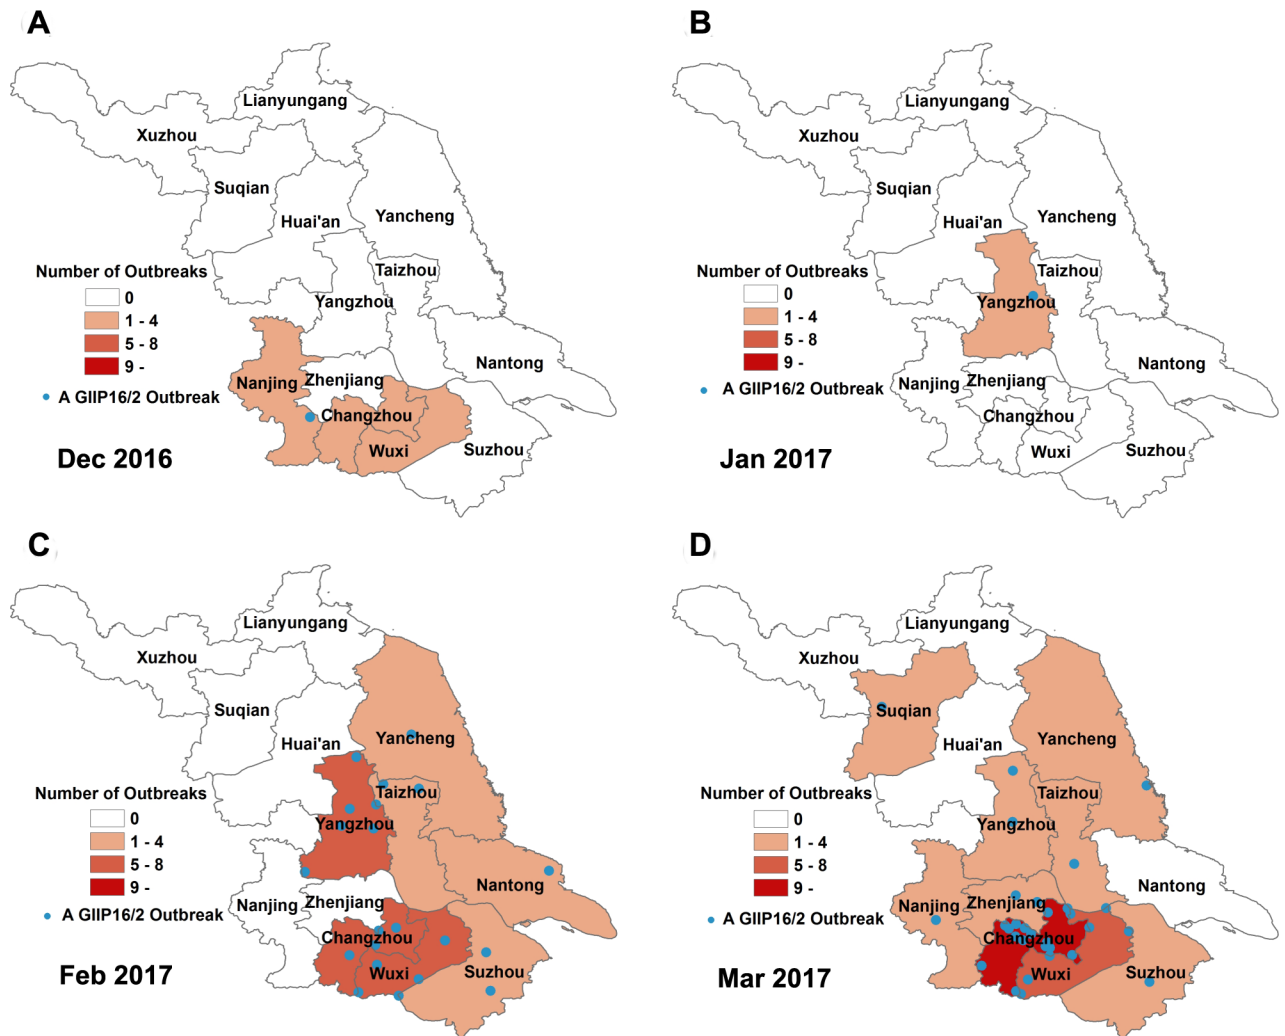 A
Lianyungang
Xuzhou
Suqian
Huai'an
Yancheng
Number of Outbreaks
0
1 - 4
5 - 8
9 -
A GIIP16/2 Outbreak
Taizhou
Yangzhou
Nantong
Nanjing
Zhenjiang
Changzhou
Wuxi
Suzhou
Dec 2016
B
Lianyungang
Xuzhou
Suqian
Huai'an
Yancheng
Number of Outbreaks
0
1 - 4
5 - 8
9 -
A GIIP16/2 Outbreak
Taizhou
Yangzhou
Nantong
Nanjing
Zhenjiang
Changzhou
Wuxi
Suzhou
Jan 2017
C
Lianyungang
Xuzhou
Suqian
Huai'an
Yancheng
Number of Outbreaks
0
1 - 4
5 - 8
9 -
A GIIP16/2 Outbreak
Taizhou
Yangzhou
Nantong
Nanjing
Zhenjiang
Changzhou
Wuxi
Suzhou
Feb 2017
D
Lianyungang
Xuzhou
Suqian
Huai'an
Yancheng
Number of Outbreaks
0
1 - 4
5 - 8
9 -
A GIIP16/2 Outbreak
Taizhou
Yangzhou
Nantong
Nanjing
Zhenjiang
Changzhou
Wuxi
Suzhou
Mar 2017